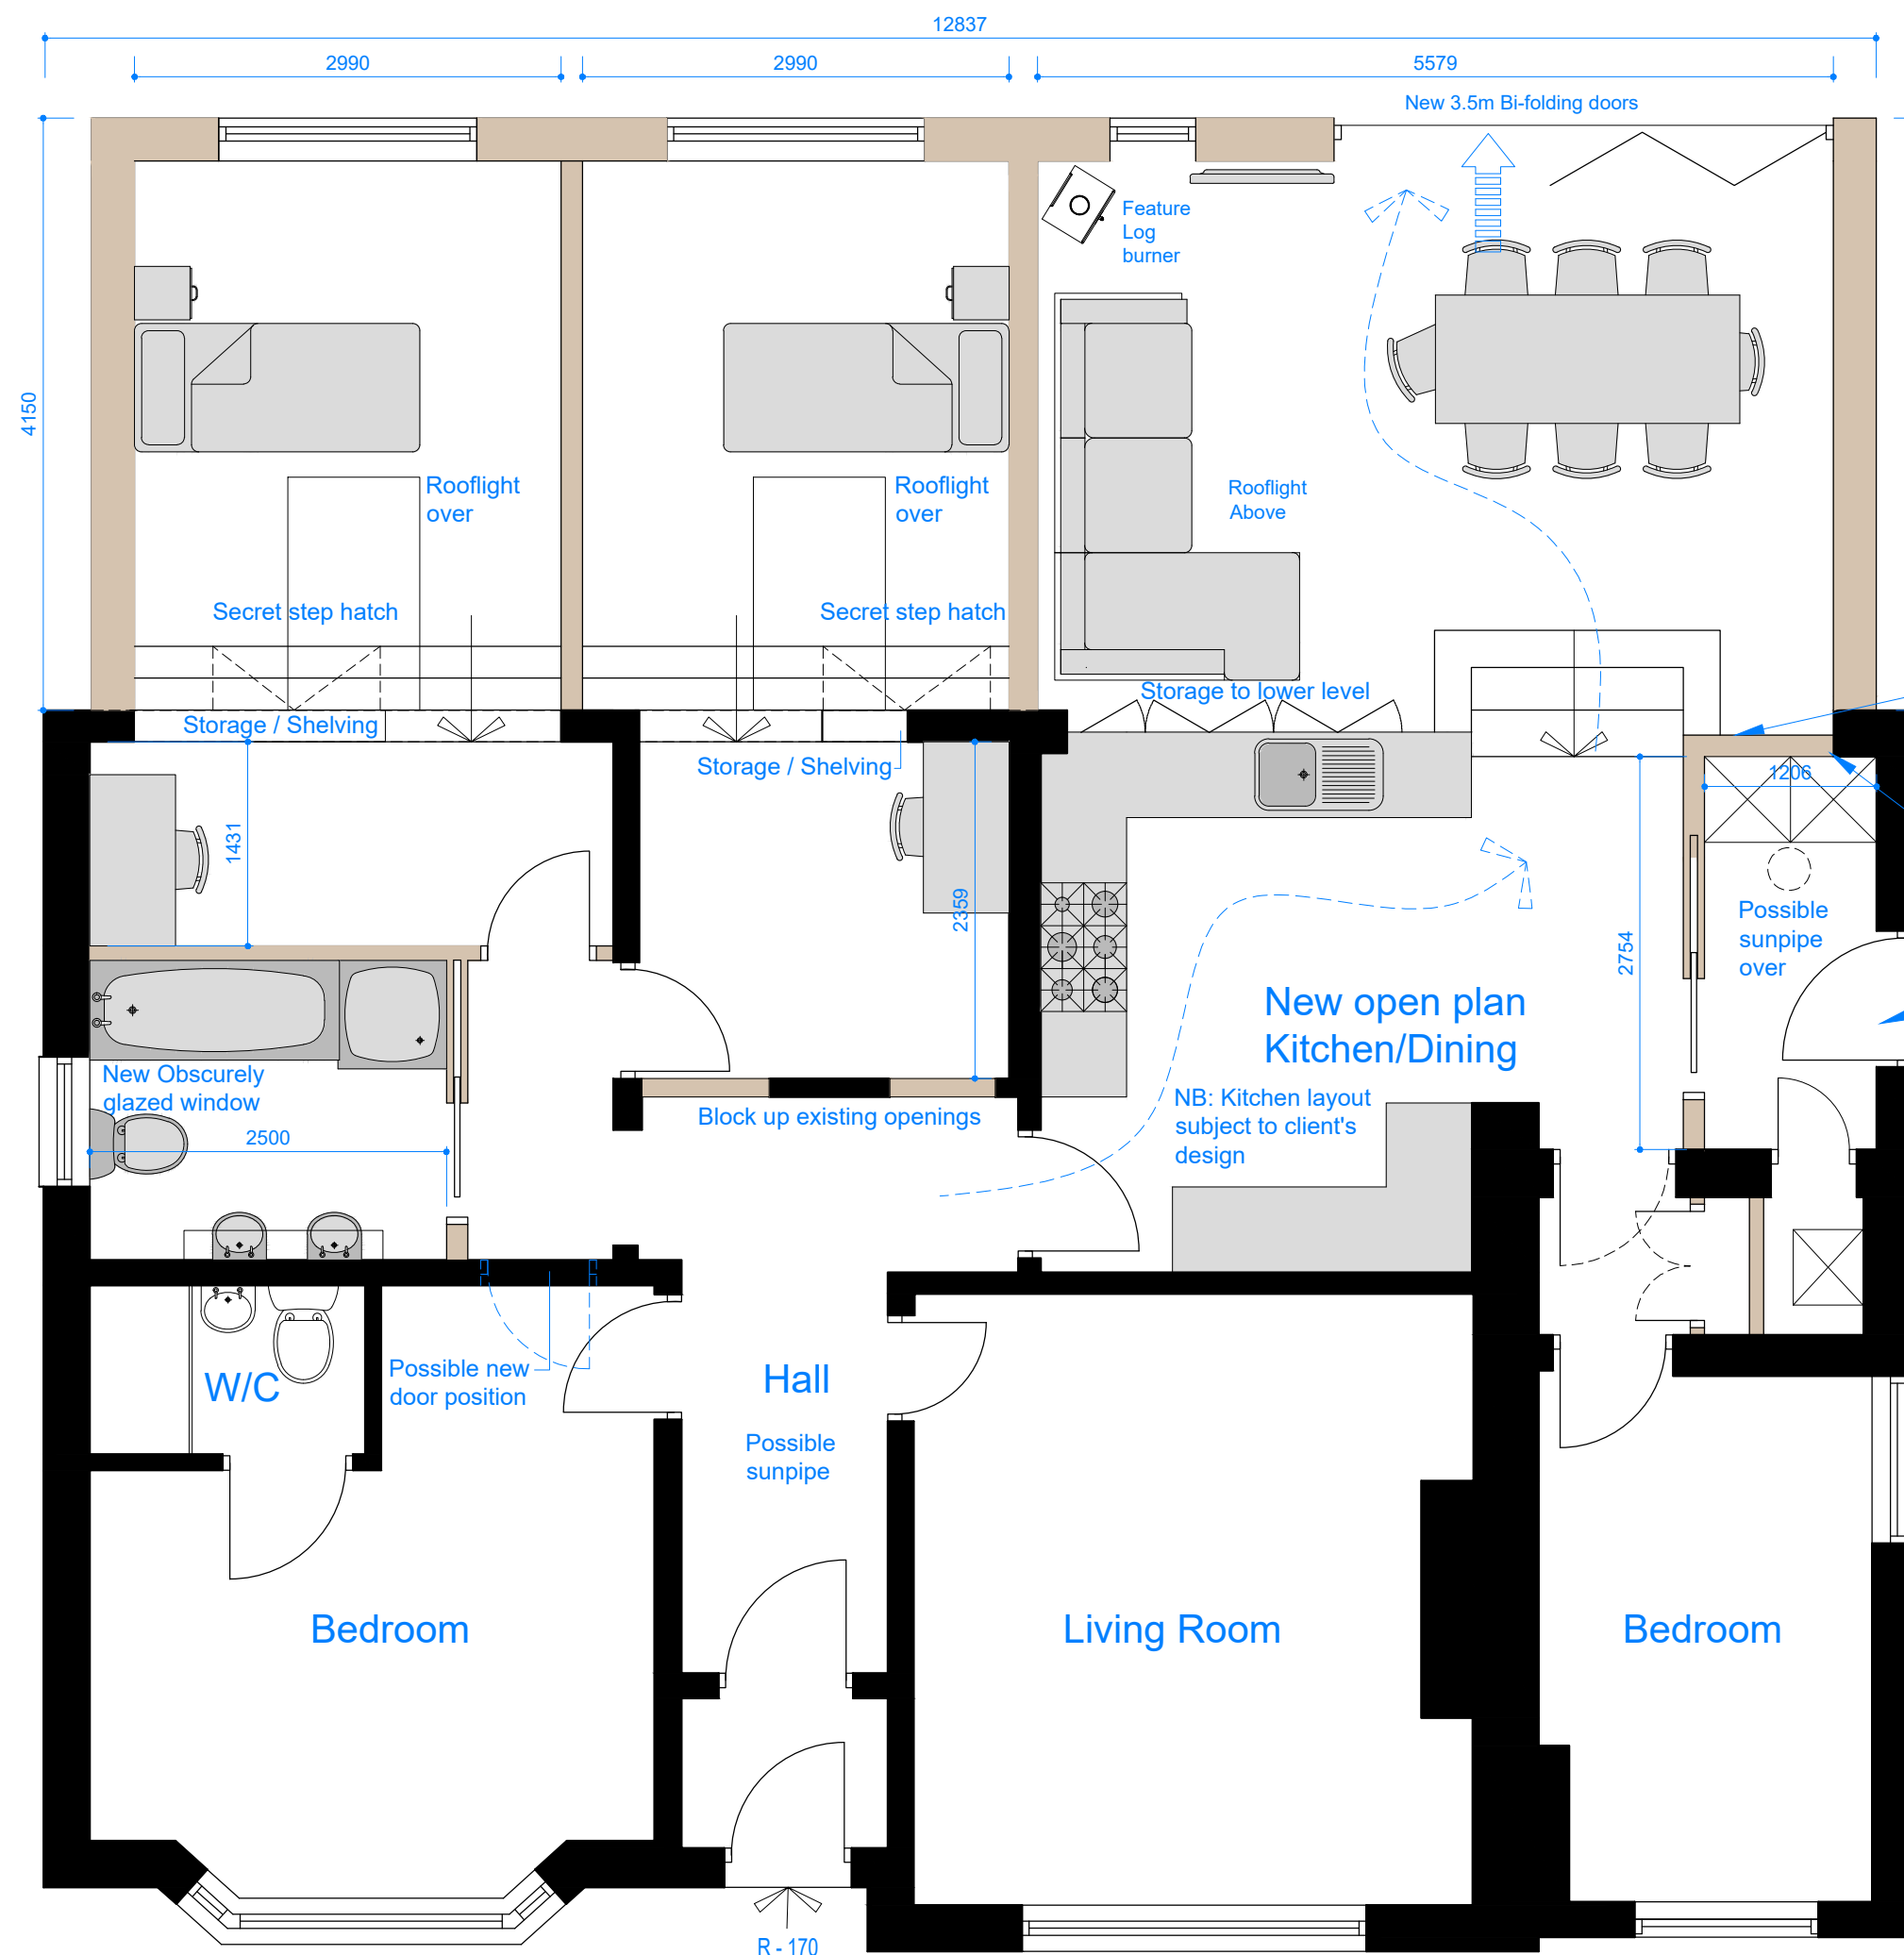 12837
2990
2990
5579
New 3.5m Bi-folding doors
4150
Feature
Log
burner
Rooflight
over
Rooflight
over
Rooflight
Above
Secret step hatch
Secret step hatch
Storage to lower level
Storage / Shelving
Storage / Shelving
1206
1431
2359
2754
Possible
sunpipe
over
New open plan
Kitchen/Dining
New Obscurely
glazed window
2500
Block up existing openings
NB: Kitchen layout
subject to client's
design
W/C
Possible new
door position
Hall
Possible
sunpipe
Bedroom
Living Room
Bedroom
R - 170